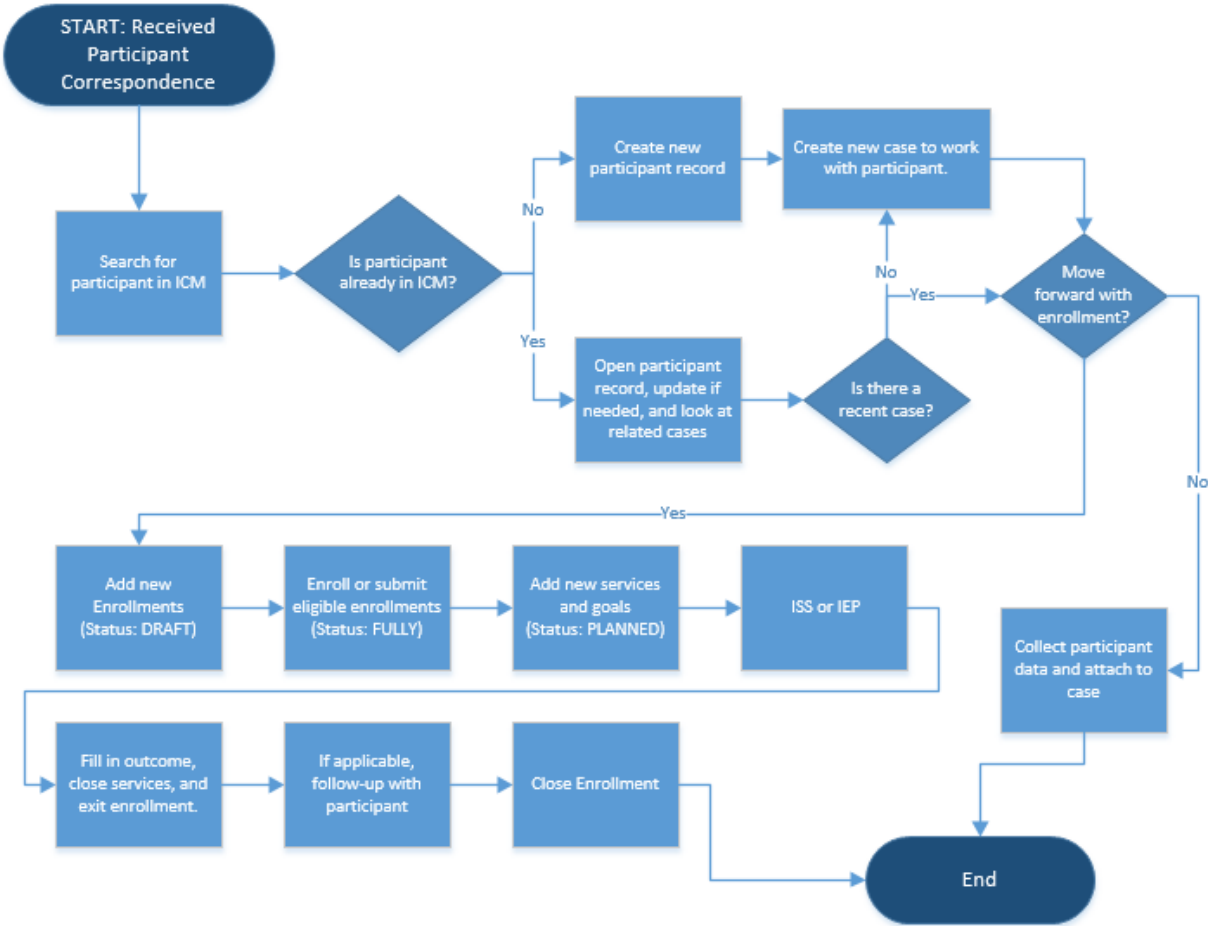 START: Received
Participant
Correspondence
Create new
participant record
Create new case to work
with participant.
No
Search for
participant in ICM
Is participant
already in ICM?
No
Yes
Move
forward with
enrollment?
Yes
Open participant
record, update if
needed, and look at
related cases
Is there a
recent case?
No
Yes
Add new
Enrollments
(Status: DRAFT)
Enroll or submit
eligible enrollments
(Status: FULLY)
Add new services
and goals
(Status: PLANNED)
ISS or IEP
Collect participant
data and attach to
case
Fill in outcome,
close services, and
exit enrollment.
If applicable,
follow-up with
participant
Close Enrollment
End